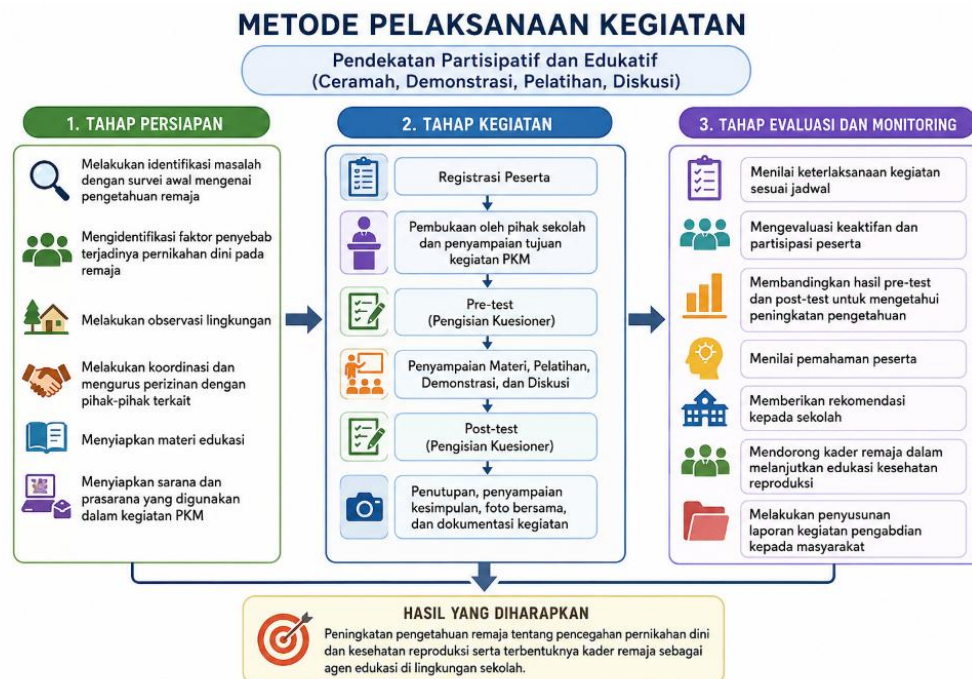 METODE PELAKSANAAN KEGIATAN
Pendekatan Partisipatif dan Edukatif
(Ceramah, Demonstrasi, Pelatihan, Diskusi)
1. TAHAP PERSIAPAN
Melakukan identifikasi masalah
dengan survei awal mengenai
pengetahuan remaja
Mengidentifikasi faktor penyebab
terjadinya pernikahan dini pada
remaja
Melakukan observasi lingkungan
Melakukan koordinasi dan
mengurus perizinan dengan
pihak-pihak terkait
Menyiapkan materi edukasi
Menyiapkan sarana dan
prasarana yang digunakan
dalam kegiatan PKM
2. TAHAP KEGIATAN
Registrasi Peserta
Pembukaan oleh pihak sekolah
dan penyampaian tujuan
kegiatan PKM
Pre-test
(Pengisian Kuesioner)
Penyampaian Materi, Pelatihan,
Demonstrasi, dan Diskusi
Post-test
(Pengisian Kuesioner)
Penutupan, penyampaian
kesimpulan, foto bersama,
dan dokumentasi kegiatan
3. TAHAP EVALUASI DAN MONITORING
Menilai keterlaksanaan kegiatan
sesuai jadwal
Mengevaluasi keaktifan dan
partisipasi peserta
Membandingkan hasil pre-test
dan post-test untuk mengetahui
peningkatan pengetahuan
Menilai pemahaman peserta
Memberikan rekomendasi
kepada sekolah
Mendorong kader remaja dalam
melanjutkan edukasi kesehatan
reproduksi
Melakukan penyusunan
laporan kegiatan pengabdian
kepada masyarakat
HASIL YANG DIHARAPKAN
Peningkatan pengetahuan remaja tentang pencegahan pernikahan dini
dan kesehatan reproduksi serta terbentuknya kader remaja sebagai
agen edukasi di lingkungan sekolah.